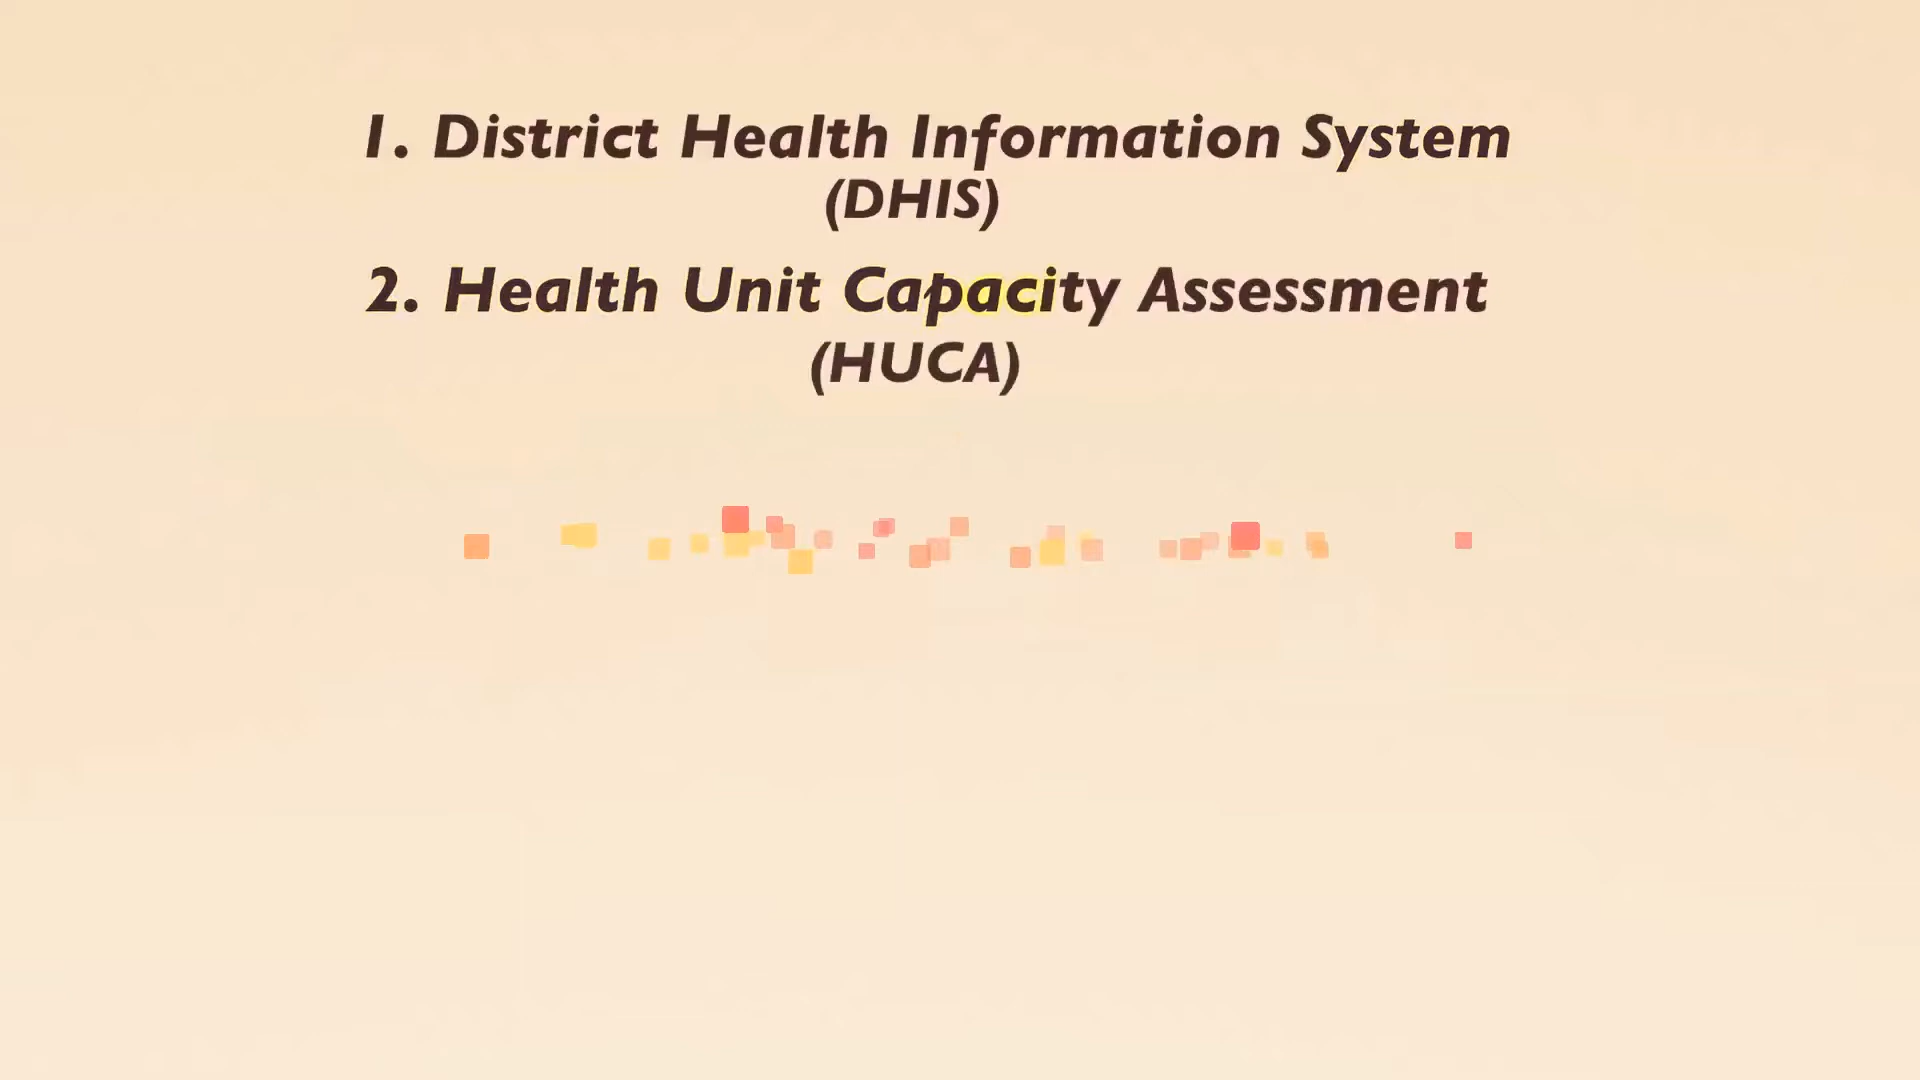 1. District Health Information System
(DHIS)
2. Health Unit Capacity Assessment
(HUCA)